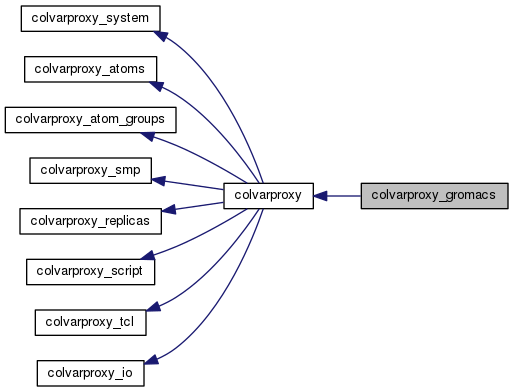 colvarproxy_system
colvarproxy_atoms
colvarproxy_atom_groups
colvarproxy_smp
colvarproxy_replicas
colvarproxy_script
colvarproxy_tcl
colvarproxy_io
colvarproxy
colvarproxy_gromacs